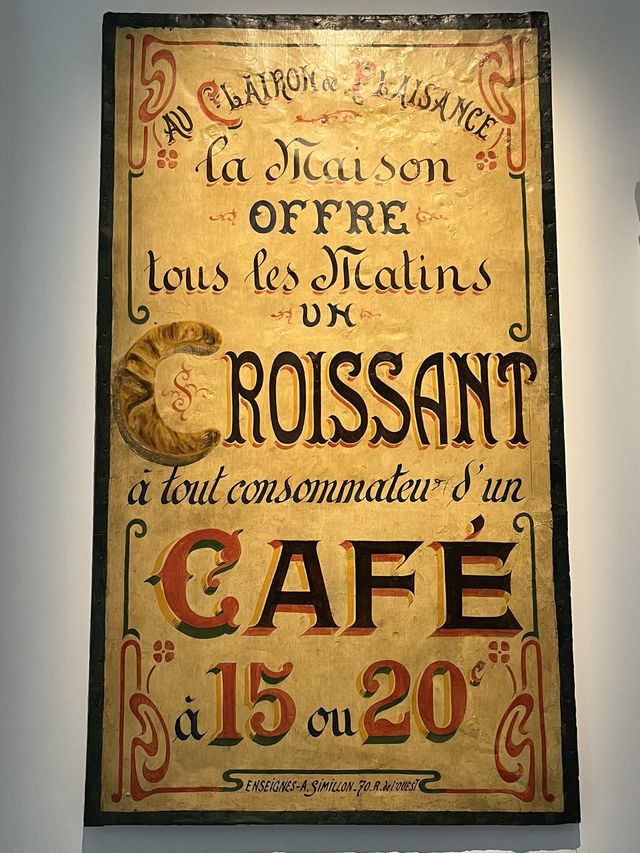 AU CLAIRON de PLAISANCE
la Maison
OFFRE
tous les Matins
UN
CROISSANT
à tout consommateur d'un
CAFÉ
à 15 ou 20c
ENSEIGNES-A.SIMILLON.70.R.de l'OUEST